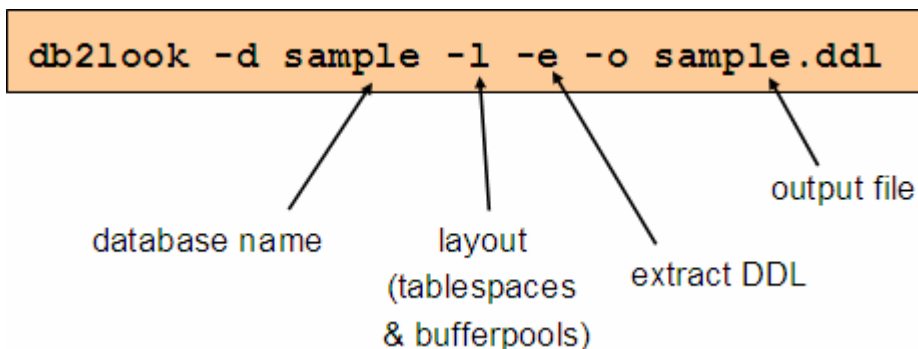 db2look -d sample -l -e -o sample.ddl
output file
database name
layout
(tablespaces
& bufferpools)
extract DDL